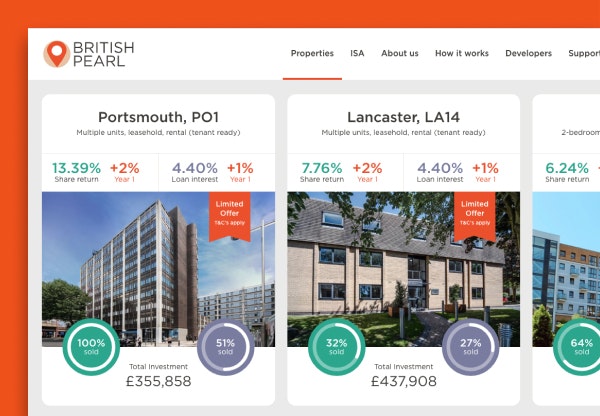 BRITISH
PEARL
Properties ISA About us How it works Developers Support
Portsmouth, PO1
Multiple units, leasehold, rental (tenant ready)
13.39% +2% 4.40% +1%
Share return Year 1 Loan interest Year 1
Limited
Offer
T&C's apply
100%
sold
51%
sold
Total Investment
£355,858
Lancaster, LA14
Multiple units, leasehold, rental (tenant ready)
7.76% +2% 4.40% +1%
Share return Year 1 Loan interest Year 1
Limited
Offer
T&C's apply
32%
sold
27%
sold
Total Investment
£437,908
2-bedroom
6.24% +
Share return
64%
sold